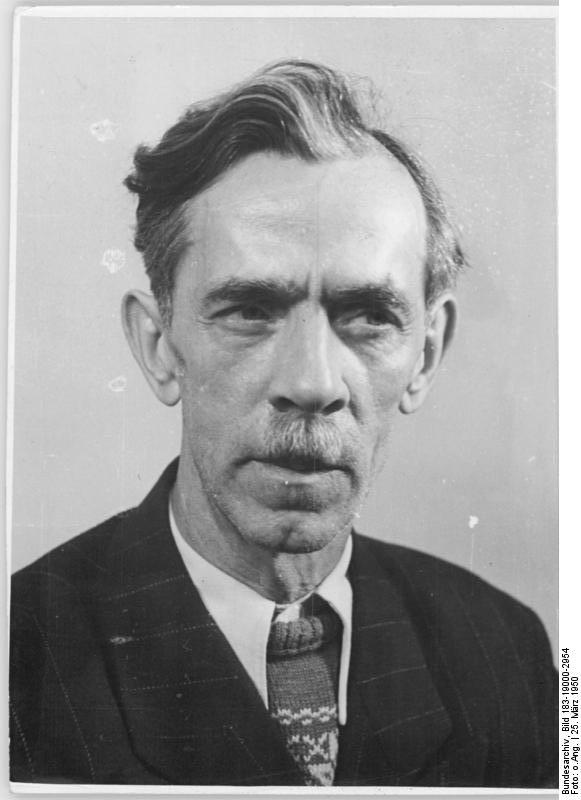 Bundesarchiv, Bild 183-19000-2954
Foto: o.Ang. | 25. März 1950